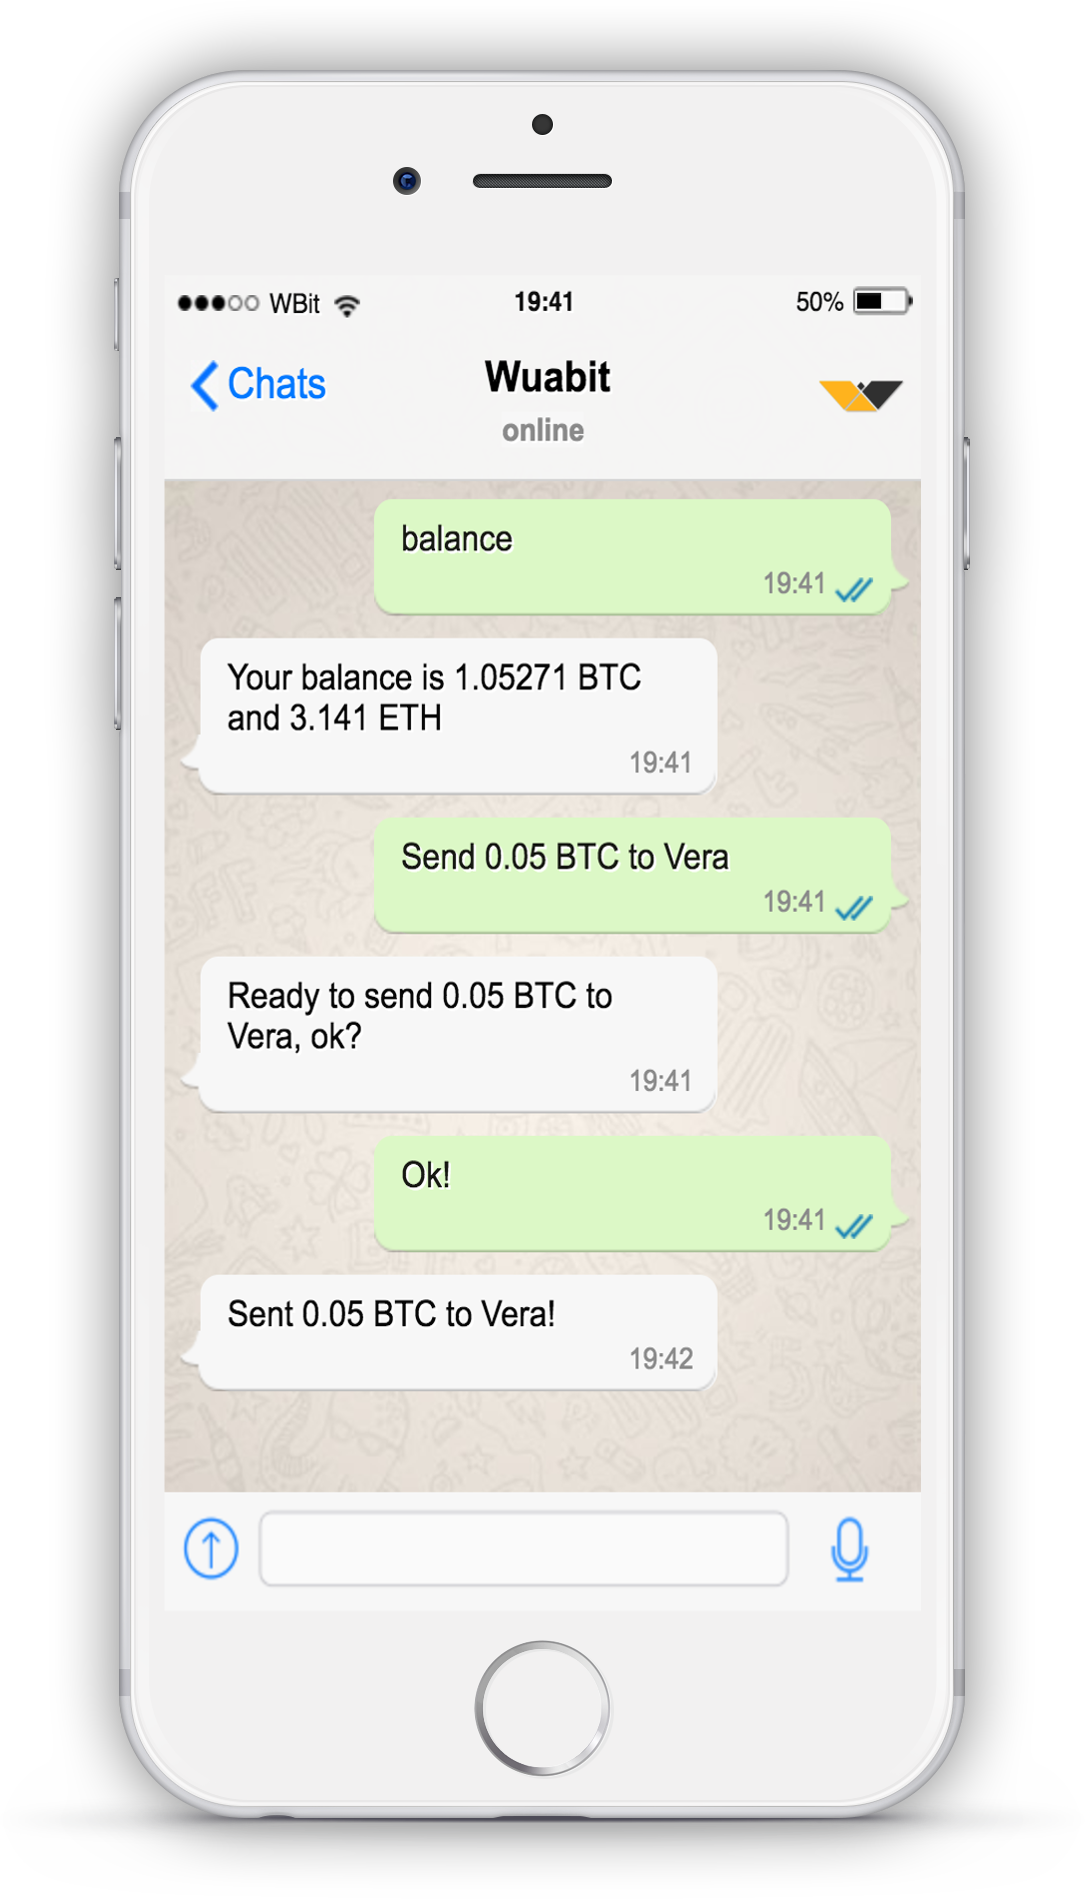 WBit 19:41 50%
Chats Wuabit
online
balance
19:41
Your balance is 1.05271 BTC
and 3.141 ETH
19:41
Send 0.05 BTC to Vera
19:41
Ready to send 0.05 BTC to
Vera, ok?
19:41
Ok!
19:41
Sent 0.05 BTC to Vera!
19:42